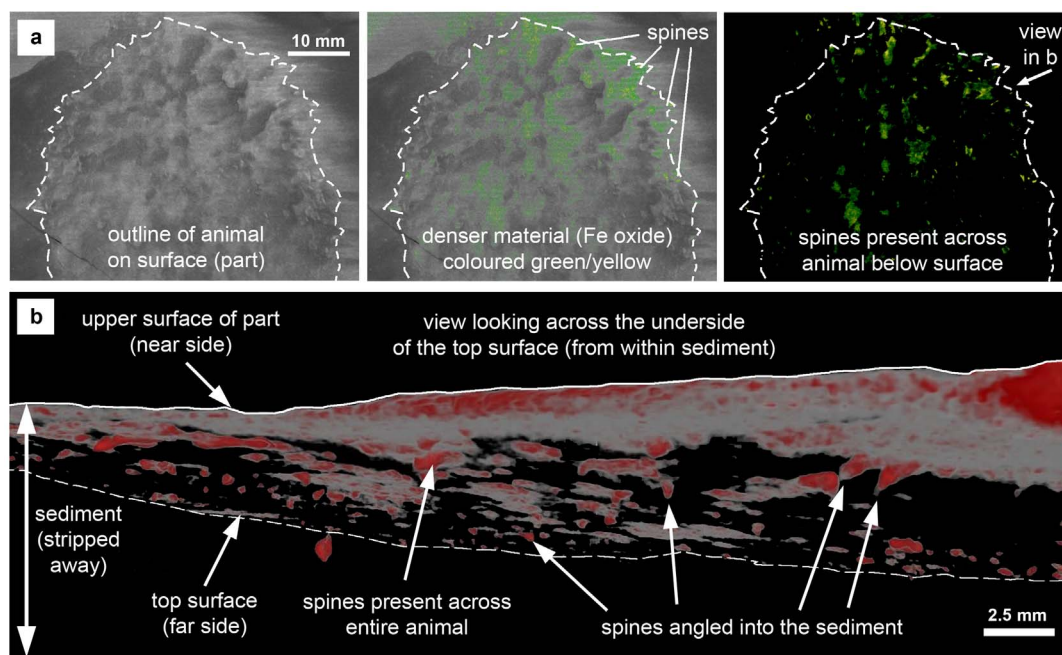 a
10 mm
outline of animal
on surface (part)
spines
denser material (Fe oxide)
coloured green/yellow
view
in b
spines present across
animal below surface
b
upper surface of part
(near side)
view looking across the underside
of the top surface (from within sediment)
sediment
(stripped
away)
top surface
(far side)
spines present across
entire animal
spines angled into the sediment
2.5 mm